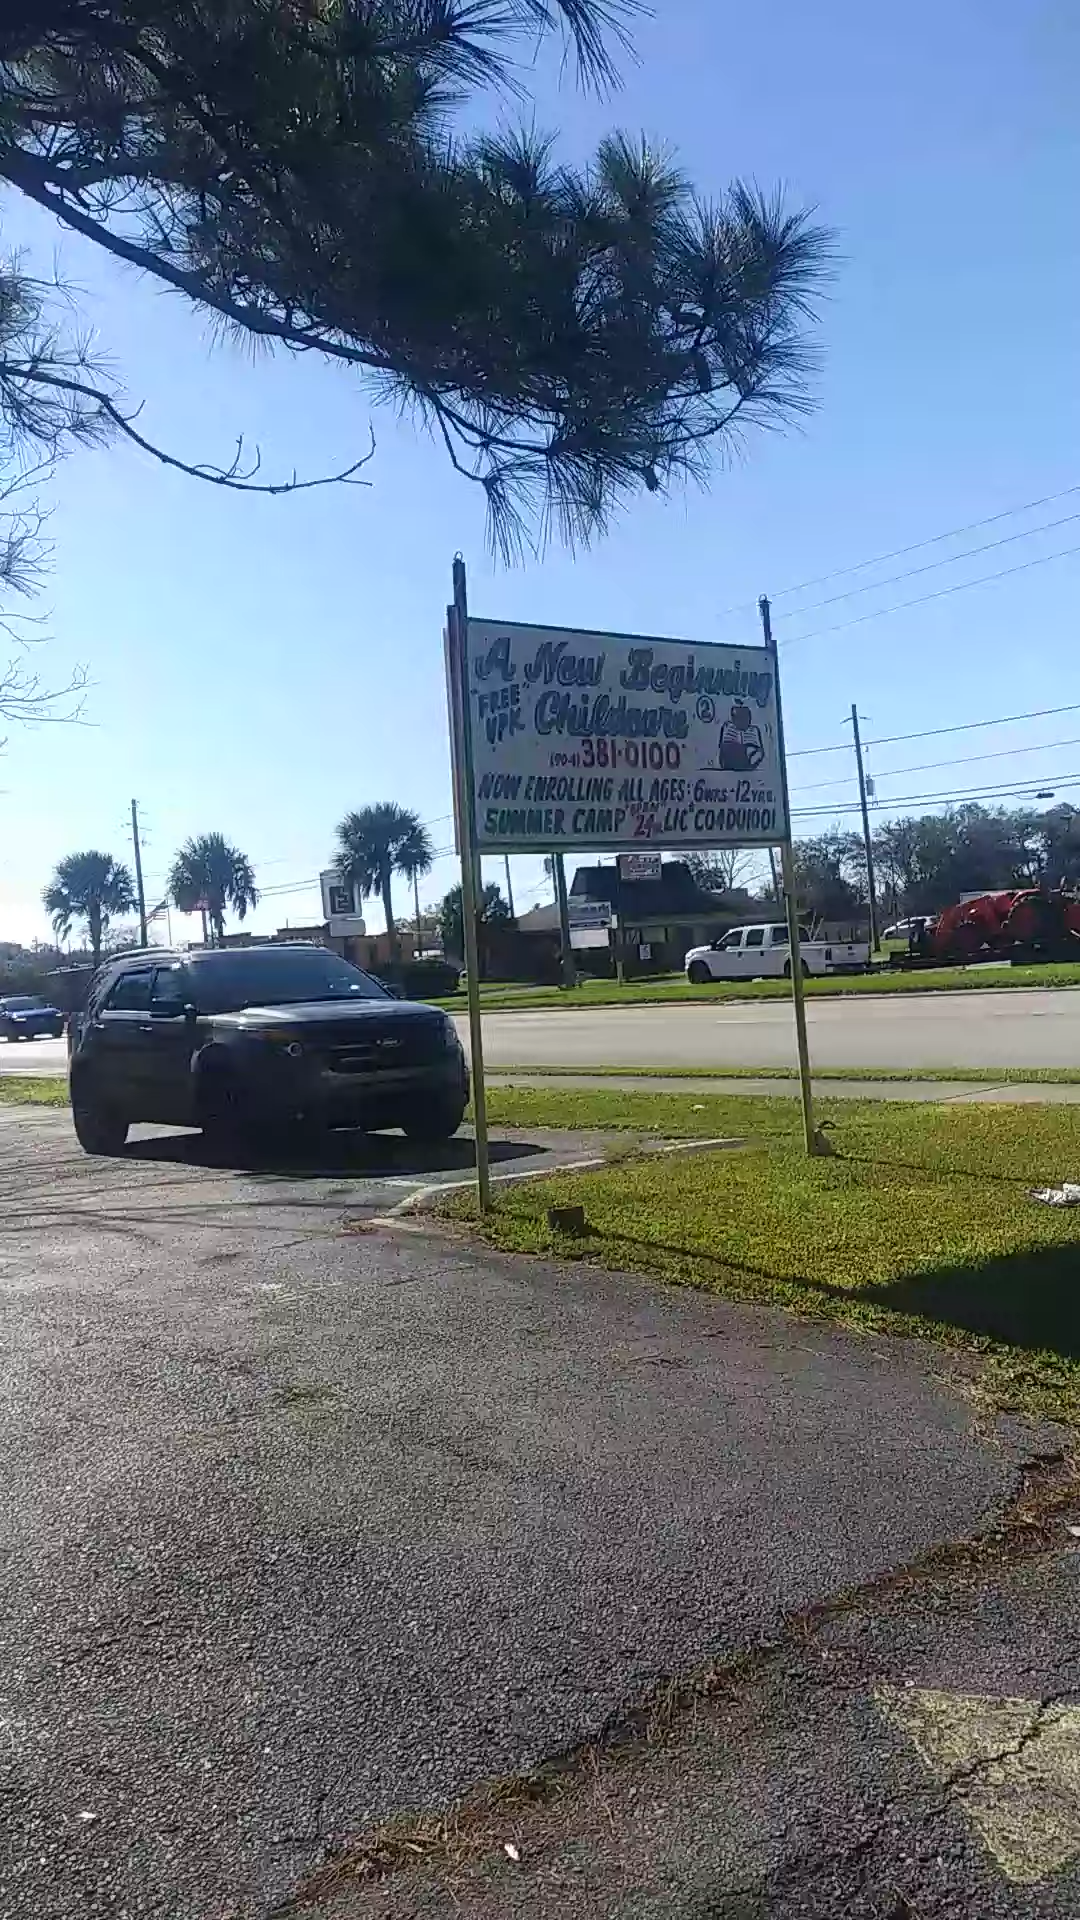 A New Beginning
"FREE" VPK
Childcare 2
(904) 381-0100
NOW ENROLLING ALL AGES: 6WKS-12YRS.
SUMMER CAMP "OPEN" 24 LIC# C04DU1001